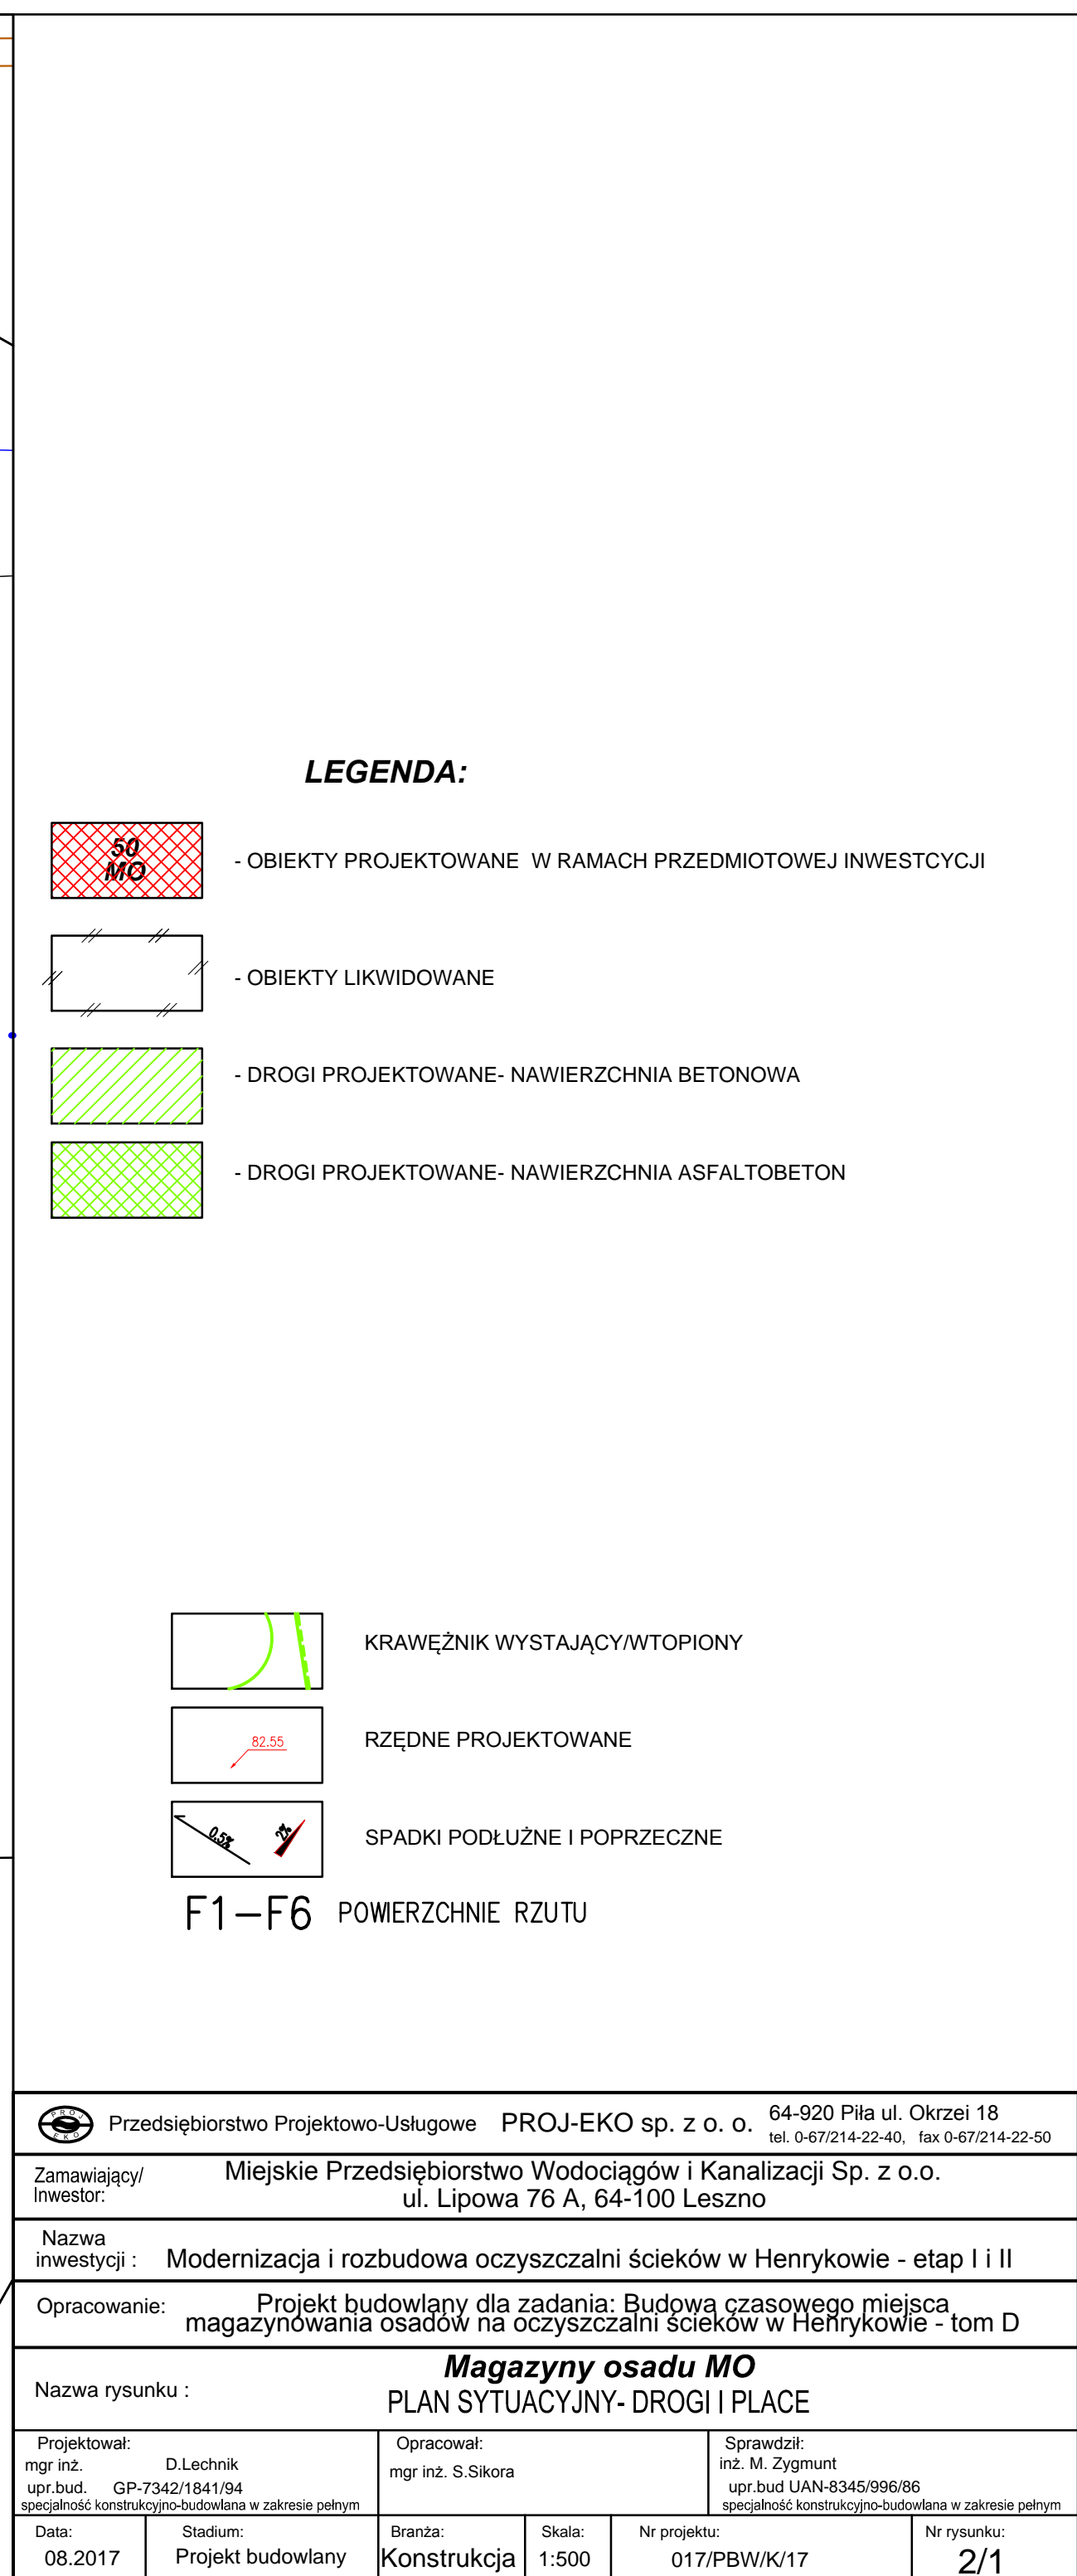 LEGENDA:
50
MO
- OBIEKTY PROJEKTOWANE W RAMACH PRZEDMIOTOWEJ INWESTCYCJI
- OBIEKTY LIKWIDOWANE
- DROGI PROJEKTOWANE- NAWIERZCHNIA BETONOWA
- DROGI PROJEKTOWANE- NAWIERZCHNIA ASFALTOBETON
KRAWĘŻNIK WYSTAJĄCY/WTOPIONY
82.55
RZĘDNE PROJEKTOWANE
0.5% 2%
SPADKI PODŁUŻNE I POPRZECZNE
F1-F6 POWIERZCHNIE RZUTU
PROJ
EKO
Przedsiębiorstwo Projektowo-Usługowe PROJ-EKO sp. z o. o.
64-920 Piła ul. Okrzei 18
tel. 0-67/214-22-40, fax 0-67/214-22-50
Zamawiający/
Inwestor:
Miejskie Przedsiębiorstwo Wodociągów i Kanalizacji Sp. z o.o.
ul. Lipowa 76 A, 64-100 Leszno
Nazwa
inwestycji :
Modernizacja i rozbudowa oczyszczalni ścieków w Henrykowie - etap I i II
Opracowanie:
Projekt budowlany dla zadania: Budowa czasowego miejsca
magazynowania osadów na oczyszczalni ścieków w Henrykowie - tom D
Nazwa rysunku :
Magazyny osadu MO
PLAN SYTUACYJNY- DROGI I PLACE
Projektował:
mgr inż. D.Lechnik
upr.bud. GP-7342/1841/94
specjalność konstrukcyjno-budowlana w zakresie pełnym
Opracował:
mgr inż. S.Sikora
Sprawdził:
inż. M. Zygmunt
upr.bud UAN-8345/996/86
specjalność konstrukcyjno-budowlana w zakresie pełnym
Data:
08.2017
Stadium:
Projekt budowlany
Branża:
Konstrukcja
Skala:
1:500
Nr projektu:
017/PBW/K/17
Nr rysunku:
2/1